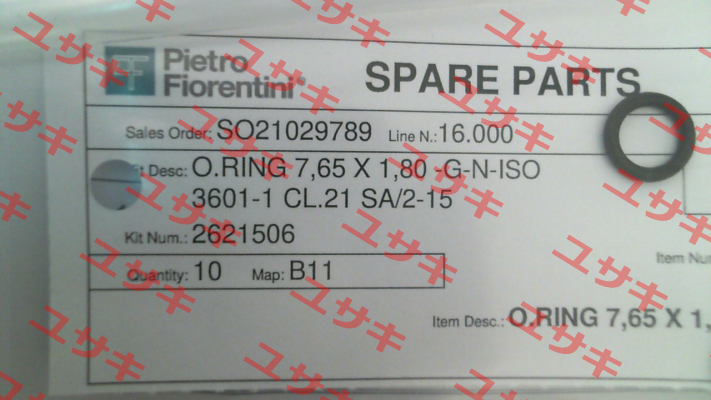 Pietro
Fiorentini®
SPARE PARTS
Sales Order: SO21029789 Line N.: 16.000
t Desc: O.RING 7,65 X 1,80 -G-N-ISO
3601-1 CL.21 SA/2-15
Kit Num.: 2621506
Quantity: 10 Map: B11
Item Nu
Item Desc.: O.RING 7,65 X 1,
ユサキ